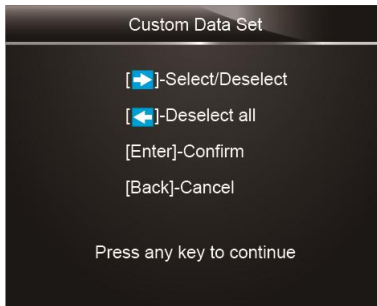 Custom Data Set
[➡]-Select/Deselect
[⬅]-Deselect all
[Enter]-Confirm
[Back]-Cancel
Press any key to continue